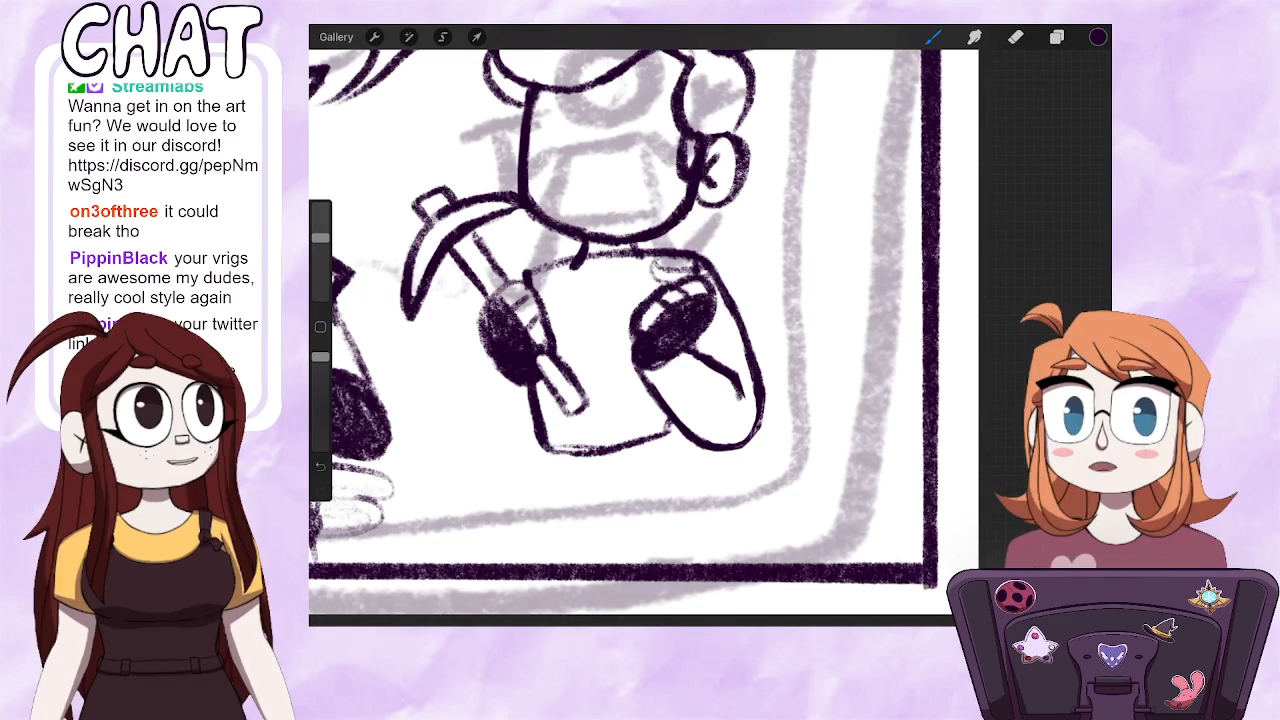 CHAT
Streamlabs
Wanna get in on the art
fun? We would love to
see it in our discord!
https://discord.gg/pepNm
wSgN3
on3ofthree it could
break tho
PippinBlack your vrigs
are awesome my dudes,
really cool style again
your twitter
Gallery